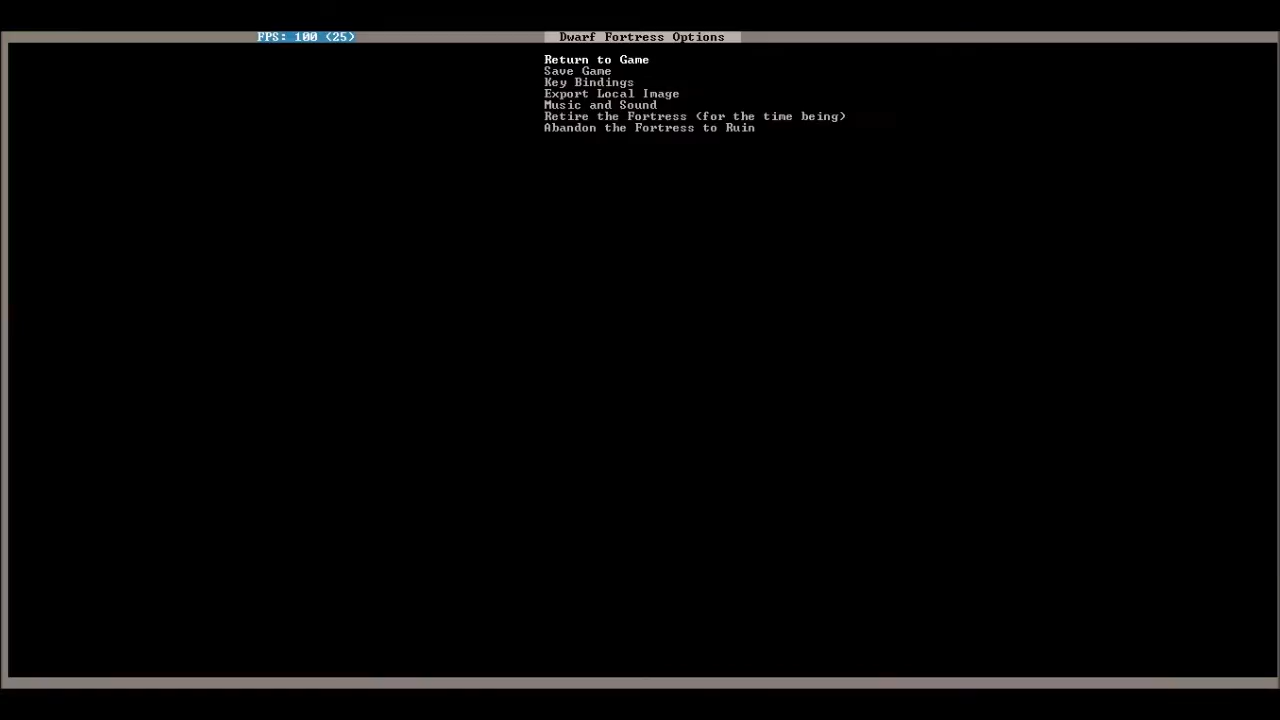 FPS: 100 (25)
Dwarf Fortress Options
Return to Game
Save Game
Key Bindings
Export Local Image
Music and Sound
Retire the Fortress (for the time being)
Abandon the Fortress to Ruin